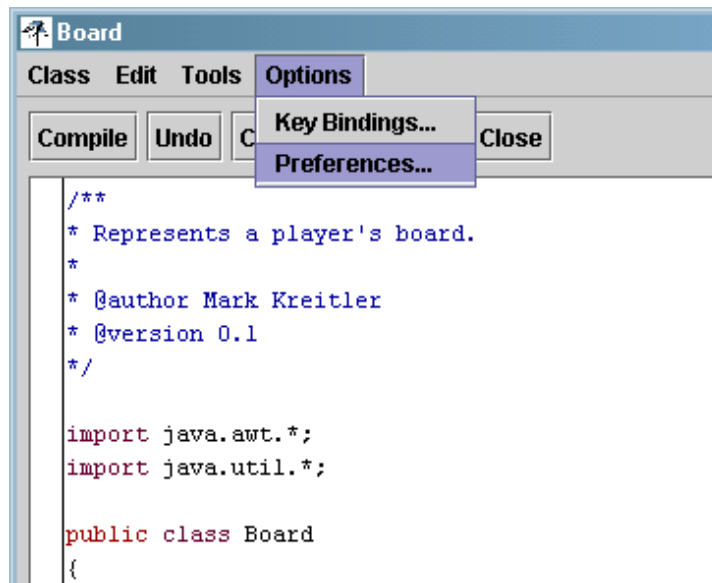 Board
Class Edit Tools Options
Key Bindings...
Preferences...
Compile Undo C Close
/**
* Represents a player's board.
*
* @author Mark Kreitler
* @version 0.1
*/
import java.awt.*;
import java.util.*;
public class Board
{